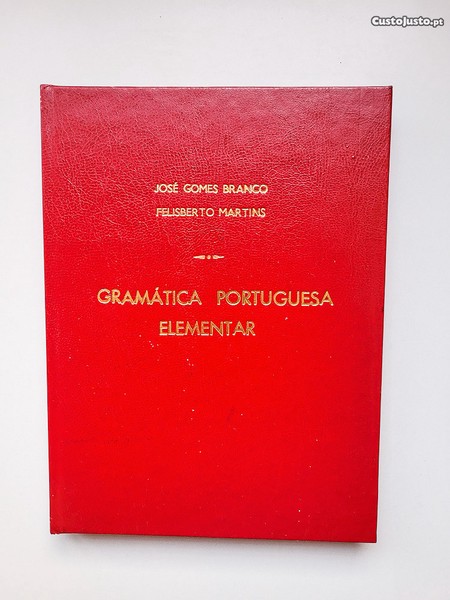 CustoJusto.pt
JOSÉ GOMES BRANCO
FELISBERTO MARTINS
GRAMÁTICA PORTUGUESA
ELEMENTAR